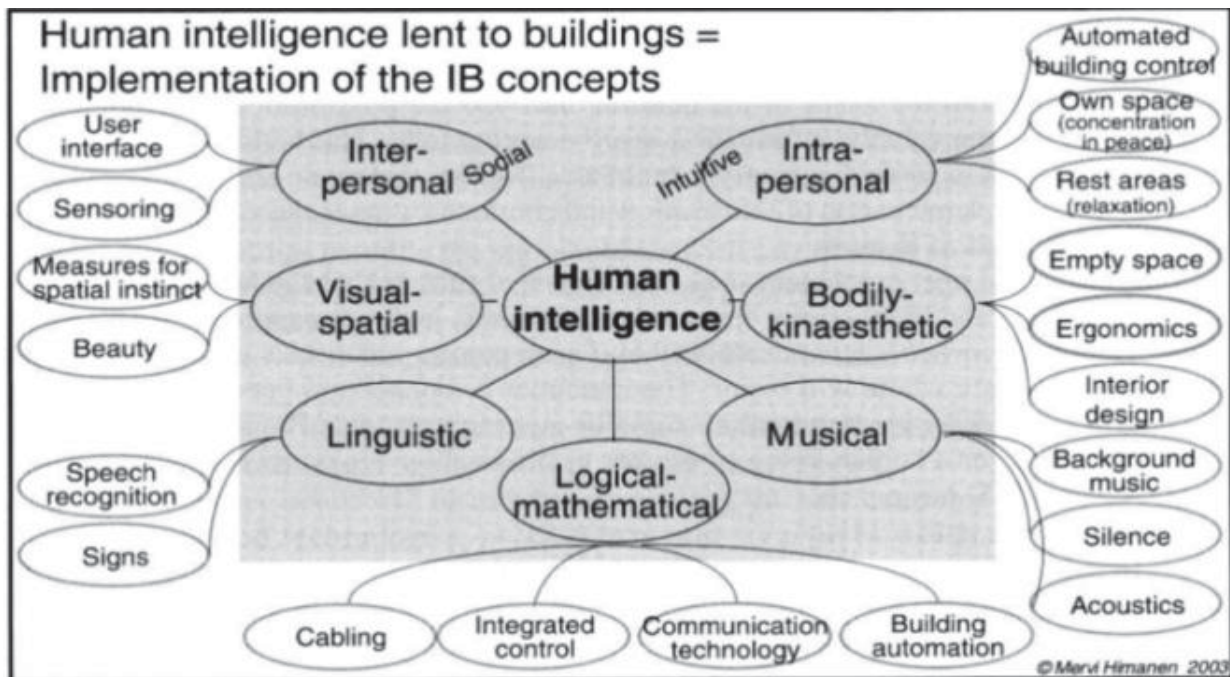 Human intelligence lent to buildings =
Implementation of the IB concepts
User
interface
Sensoring
Measures for
spatial instinct
Beauty
Speech
recognition
Signs
Inter-
personal
Social
Intuitive
Intra-
personal
Visual-
spatial
Human
intelligence
Bodily-
kinaesthetic
Linguistic
Logical-
mathematical
Musical
Automated
building control
Own space
(concentration
in peace)
Rest areas
(relaxation)
Empty space
Ergonomics
Interior
design
Background
music
Silence
Acoustics
Cabling
Integrated
control
Communication
technology
Building
automation
©Mervi Himanen 2003